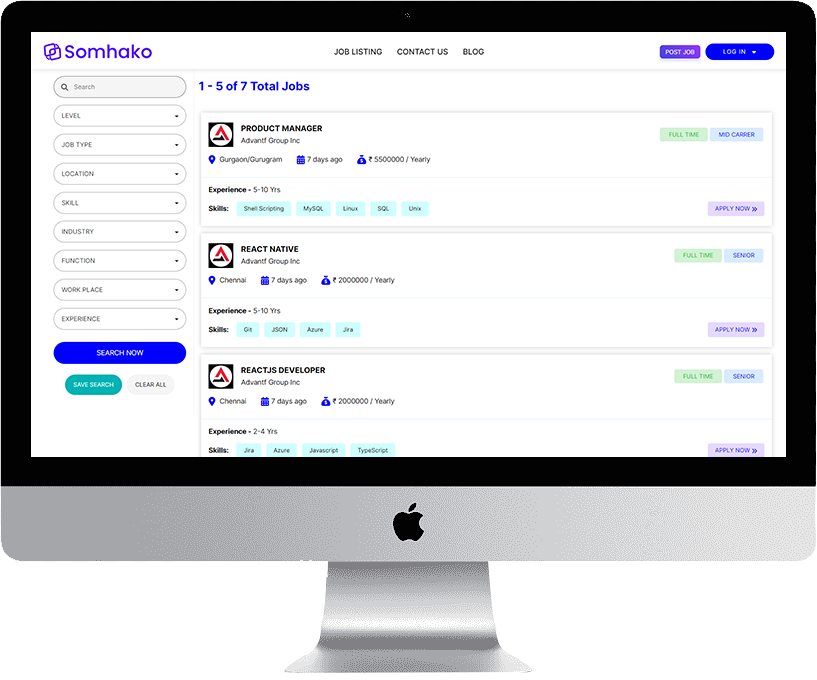 Somhako
JOB LISTING CONTACT US BLOG
POST JOB
LOG IN
Search
LEVEL
JOB TYPE
LOCATION
SKILL
INDUSTRY
FUNCTION
WORK PLACE
EXPERIENCE
SEARCH NOW
SAVE SEARCH CLEAR ALL
1 - 5 of 7 Total Jobs
PRODUCT MANAGER
Advantf Group Inc
FULL TIME MID CARRER
Gurgaon/Gurugram 7 days ago ₹ 5500000 / Yearly
Experience - 5-10 Yrs
Skills: Shell Scripting MySQL Linux SQL Unix
APPLY NOW »
REACT NATIVE
Advantf Group Inc
FULL TIME SENIOR
Chennai 7 days ago ₹ 2000000 / Yearly
Experience - 5-10 Yrs
Skills: Git JSON Azure Jira
APPLY NOW »
REACTJS DEVELOPER
Advantf Group Inc
FULL TIME SENIOR
Chennai 7 days ago ₹ 2000000 / Yearly
Experience - 2-4 Yrs
Skills: Jira Azure Javascript TypeScript
APPLY NOW »